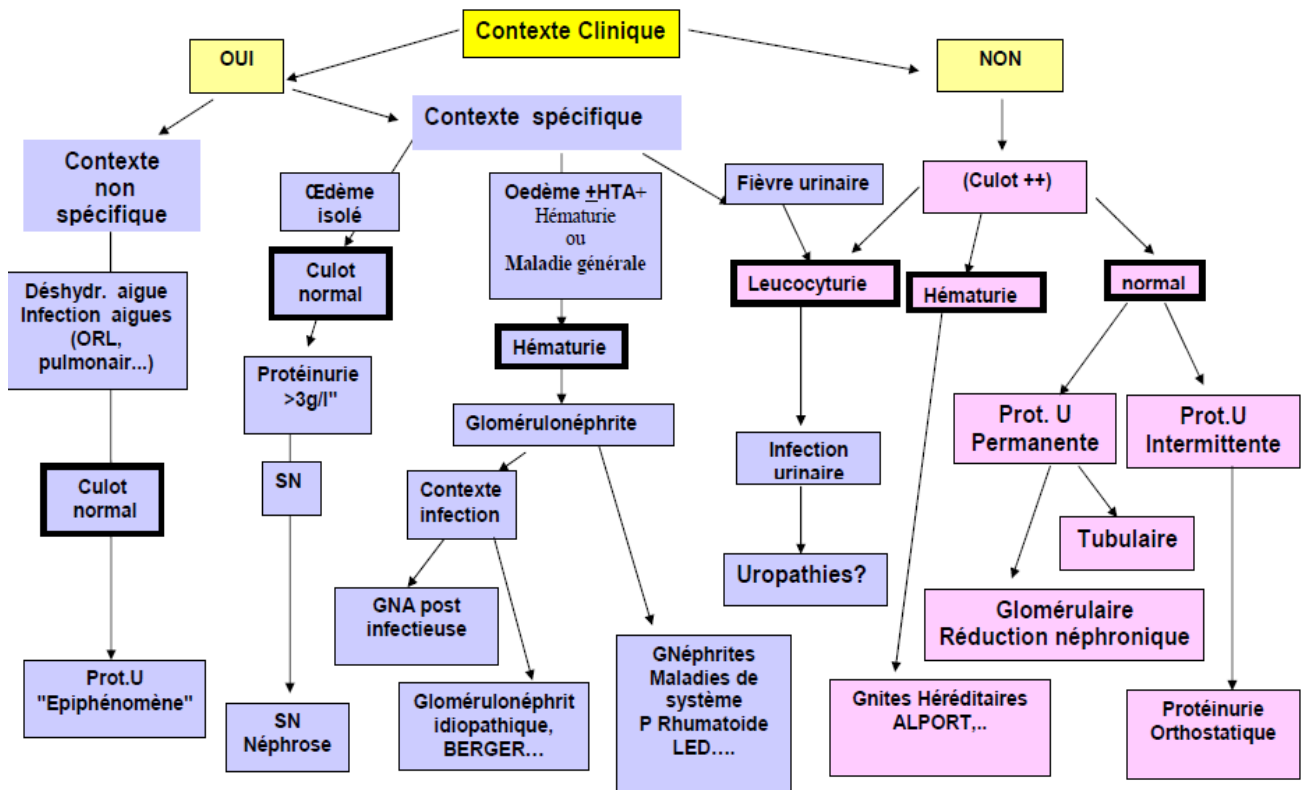 Contexte Clinique
OUI
NON
Contexte spécifique
Contexte
non
spécifique
Œdème
isolé
Oedème ±HTA+
Hématurie
ou
Maladie générale
Fièvre urinaire
(Culot ++)
Culot
normal
Leucocyturie
Hématurie
normal
Déshydr. aigue
Infection aigues
(ORL,
pulmonair...)
Hématurie
Protéinurie
>3g/l"
Glomérulonéphrite
Prot. U
Permanente
Prot.U
Intermittente
Infection
urinaire
Culot
normal
SN
Contexte
infection
Tubulaire
Uropathies?
GNA post
infectieuse
Glomérulaire
Réduction néphronique
GNéphrites
Maladies de
système
P Rhumatoide
LED....
Prot.U
"Epiphénomène"
SN
Néphrose
Glomérulonéphrit
idiopathique,
BERGER…
Gnites Héréditaires
ALPORT,..
Protéinurie
Orthostatique